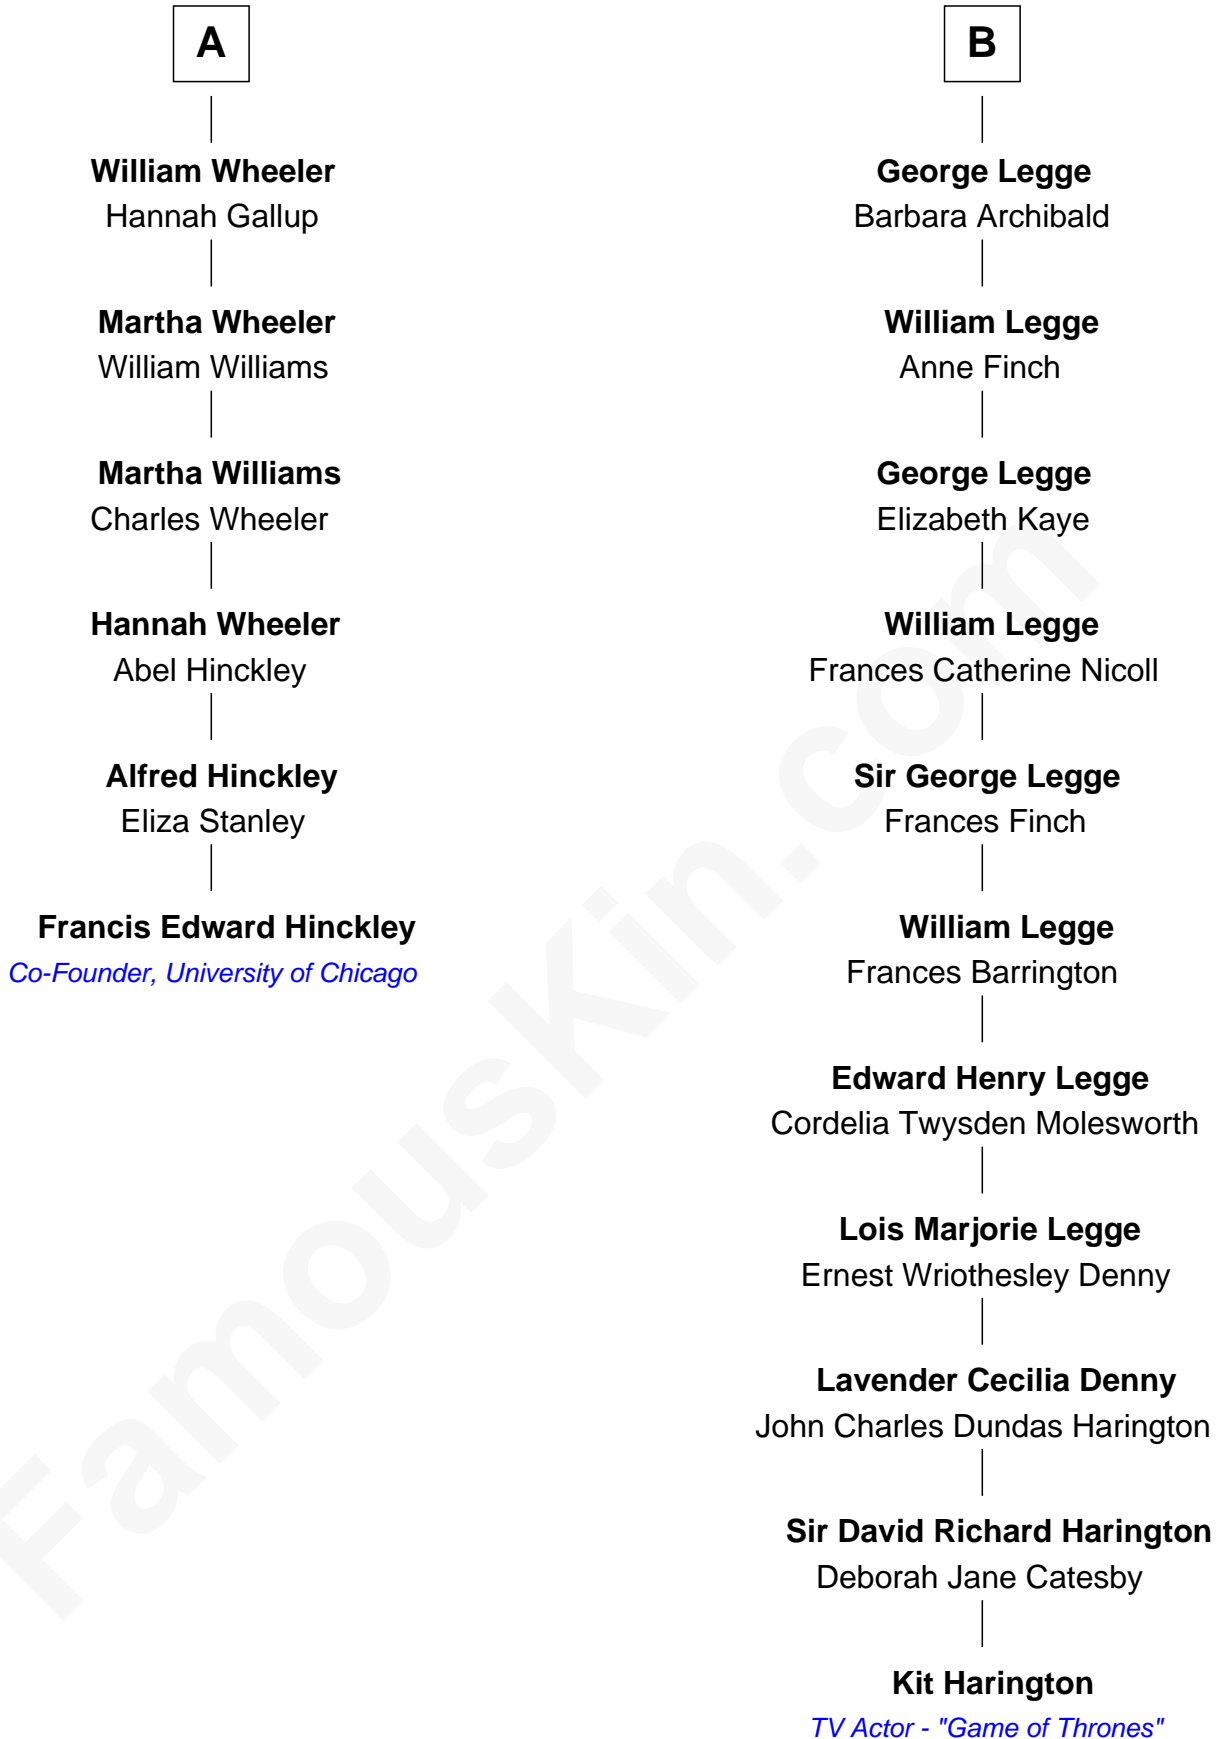 A
William Wheeler
Hannah Gallup
Martha Wheeler
William Williams
Martha Williams
Charles Wheeler
Hannah Wheeler
Abel Hinckley
Alfred Hinckley
Eliza Stanley
Francis Edward Hinckley
Co-Founder, University of Chicago
B
George Legge
Barbara Archibald
William Legge
Anne Finch
George Legge
Elizabeth Kaye
William Legge
Frances Catherine Nicoll
Sir George Legge
Frances Finch
William Legge
Frances Barrington
Edward Henry Legge
Cordelia Twysden Molesworth
Lois Marjorie Legge
Ernest Wriothesley Denny
Lavender Cecilia Denny
John Charles Dundas Harington
Sir David Richard Harington
Deborah Jane Catesby
Kit Harington
TV Actor - "Game of Thrones"
FamousKin.com